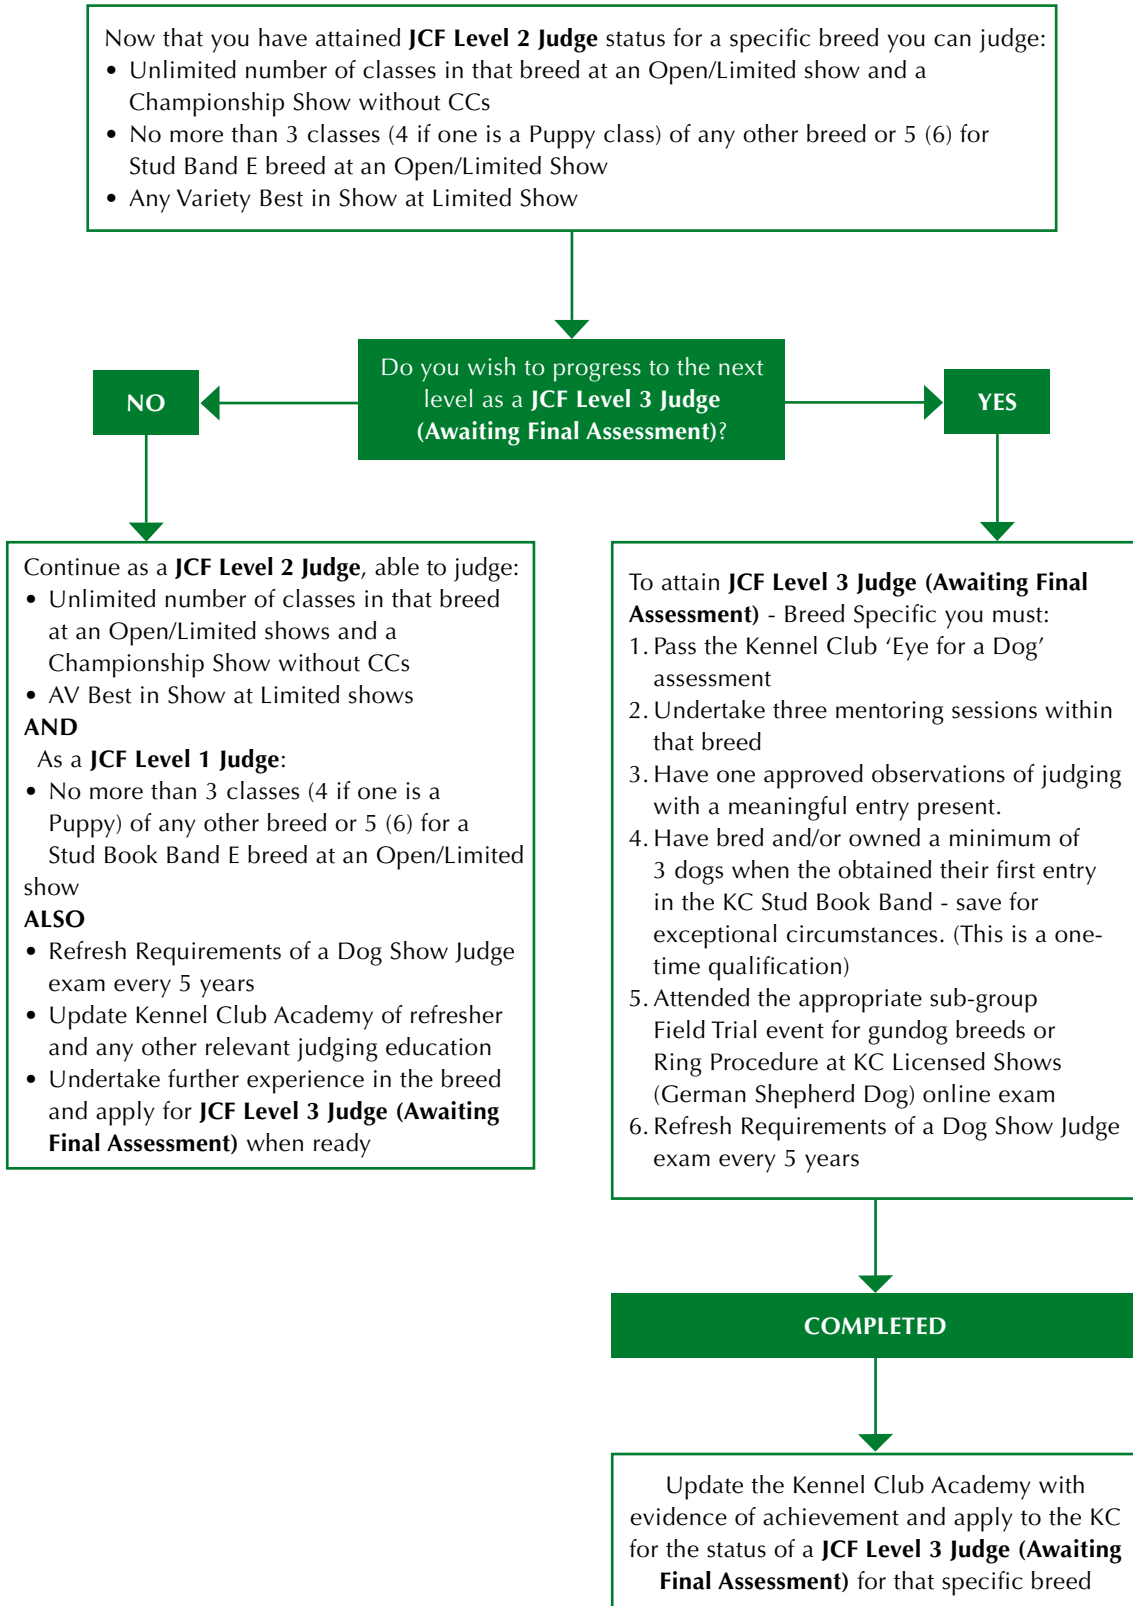 Now that you have attained JCF Level 2 Judge status for a specific breed you can judge:
• Unlimited number of classes in that breed at an Open/Limited show and a
Championship Show without CCs
• No more than 3 classes (4 if one is a Puppy class) of any other breed or 5 (6) for
Stud Band E breed at an Open/Limited Show
• Any Variety Best in Show at Limited Show
Do you wish to progress to the next
level as a JCF Level 3 Judge
(Awaiting Final Assessment)?
NO
YES
Continue as a JCF Level 2 Judge, able to judge:
• Unlimited number of classes in that breed
at an Open/Limited shows and a
Championship Show without CCs
• AV Best in Show at Limited shows
AND
As a JCF Level 1 Judge:
• No more than 3 classes (4 if one is a
Puppy) of any other breed or 5 (6) for a
Stud Book Band E breed at an Open/Limited
show
ALSO
• Refresh Requirements of a Dog Show Judge
exam every 5 years
• Update Kennel Club Academy of refresher
and any other relevant judging education
• Undertake further experience in the breed
and apply for JCF Level 3 Judge (Awaiting
Final Assessment) when ready
To attain JCF Level 3 Judge (Awaiting Final
Assessment) - Breed Specific you must:
1. Pass the Kennel Club ‘Eye for a Dog’
assessment
2. Undertake three mentoring sessions within
that breed
3. Have one approved observations of judging
with a meaningful entry present.
4. Have bred and/or owned a minimum of
3 dogs when the obtained their first entry
in the KC Stud Book Band - save for
exceptional circumstances. (This is a one-
time qualification)
5. Attended the appropriate sub-group
Field Trial event for gundog breeds or
Ring Procedure at KC Licensed Shows
(German Shepherd Dog) online exam
6. Refresh Requirements of a Dog Show Judge
exam every 5 years
COMPLETED
Update the Kennel Club Academy with
evidence of achievement and apply to the KC
for the status of a JCF Level 3 Judge (Awaiting
Final Assessment) for that specific breed